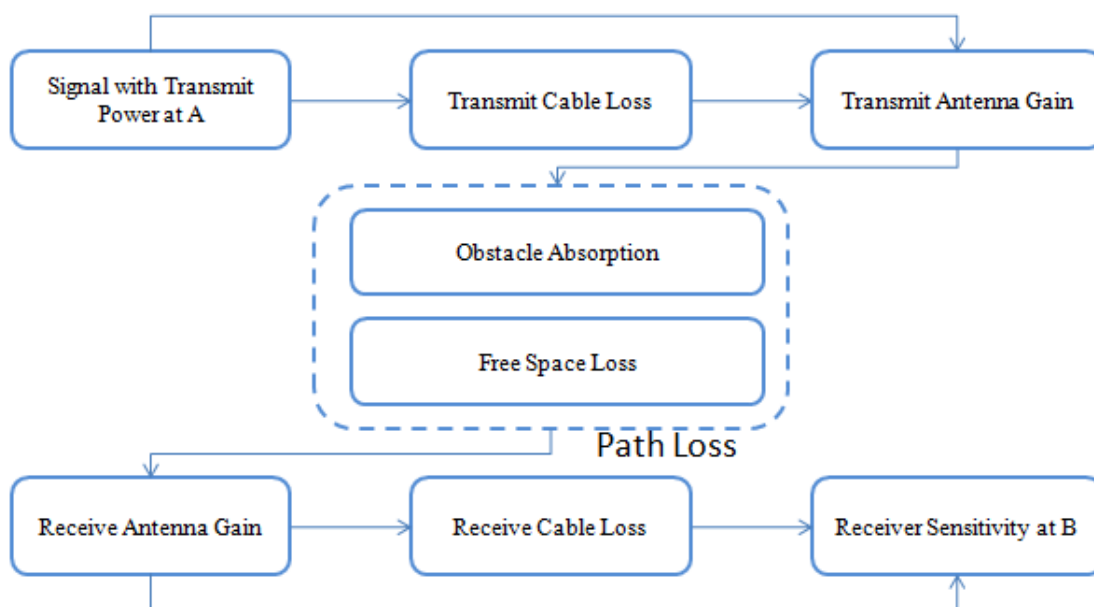 Signal with Transmit
Power at A
Transmit Cable Loss
Transmit Antenna Gain
Obstacle Absorption
Free Space Loss
Path Loss
Receive Antenna Gain
Receive Cable Loss
Receiver Sensitivity at B